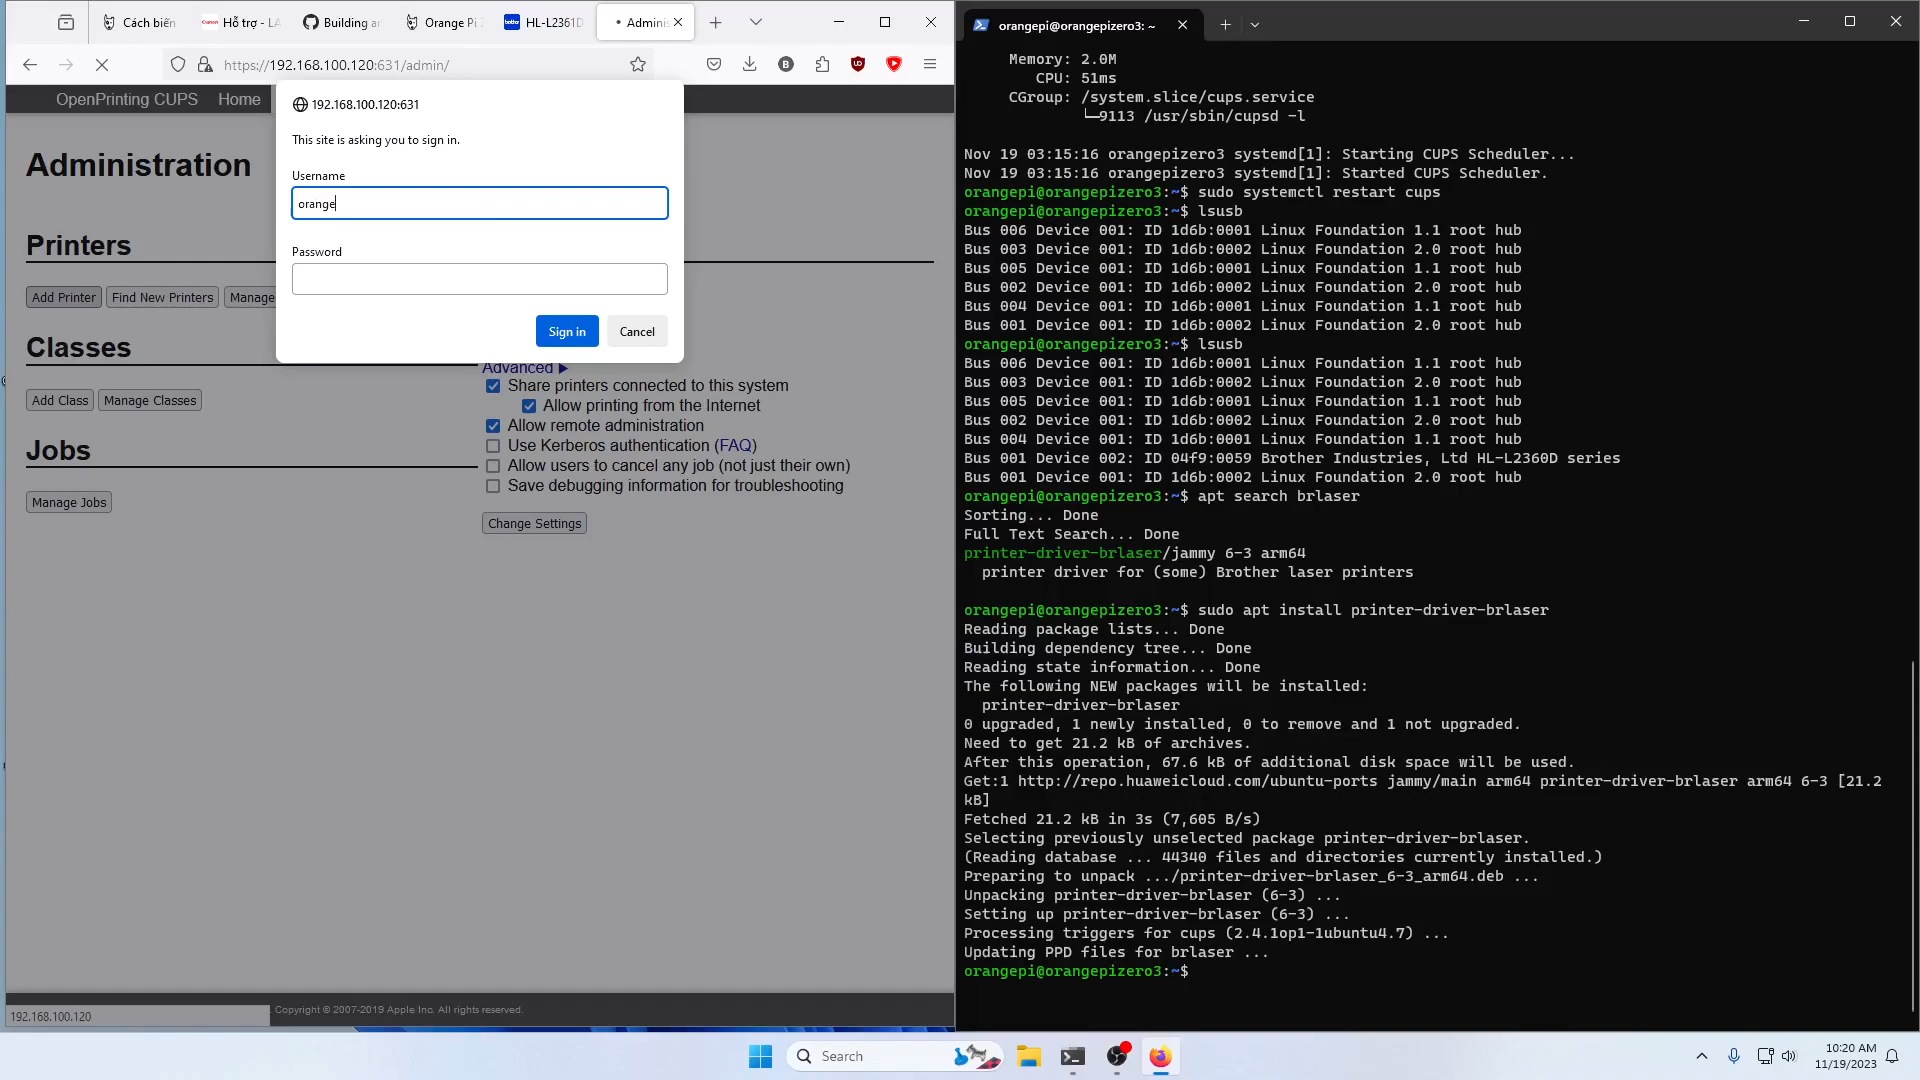 Cách biến
Canon
Hỗ trợ - LA
Building ar
Orange Pi Z
brother
HL-L2361D
• Adminis
https://192.168.100.120:631/admin/
OpenPrinting CUPS
Home
192.168.100.120:631
This site is asking you to sign in.
Username
orange
Password
Sign in
Cancel
Administration
Printers
Add Printer
Find New Printers
Manage
Classes
Add Class
Manage Classes
Jobs
Manage Jobs
Advanced ▶
Share printers connected to this system
Allow printing from the Internet
Allow remote administration
Use Kerberos authentication (FAQ)
Allow users to cancel any job (not just their own)
Save debugging information for troubleshooting
Change Settings
Copyright © 2007-2019 Apple Inc. All rights reserved.
192.168.100.120
orangepi@orangepizero3: ~
Memory: 2.0M
CPU: 51ms
CGroup: /system.slice/cups.service
└─9113 /usr/sbin/cupsd -l
Nov 19 03:15:16 orangepizero3 systemd[1]: Starting CUPS Scheduler...
Nov 19 03:15:16 orangepizero3 systemd[1]: Started CUPS Scheduler.
orangepi@orangepizero3:~$ sudo systemctl restart cups
orangepi@orangepizero3:~$ lsusb
Bus 006 Device 001: ID 1d6b:0001 Linux Foundation 1.1 root hub
Bus 003 Device 001: ID 1d6b:0002 Linux Foundation 2.0 root hub
Bus 005 Device 001: ID 1d6b:0001 Linux Foundation 1.1 root hub
Bus 002 Device 001: ID 1d6b:0002 Linux Foundation 2.0 root hub
Bus 004 Device 001: ID 1d6b:0001 Linux Foundation 1.1 root hub
Bus 001 Device 001: ID 1d6b:0002 Linux Foundation 2.0 root hub
orangepi@orangepizero3:~$ lsusb
Bus 006 Device 001: ID 1d6b:0001 Linux Foundation 1.1 root hub
Bus 003 Device 001: ID 1d6b:0002 Linux Foundation 2.0 root hub
Bus 005 Device 001: ID 1d6b:0001 Linux Foundation 1.1 root hub
Bus 002 Device 001: ID 1d6b:0002 Linux Foundation 2.0 root hub
Bus 004 Device 001: ID 1d6b:0001 Linux Foundation 1.1 root hub
Bus 001 Device 002: ID 04f9:0059 Brother Industries, Ltd HL-L2360D series
Bus 001 Device 001: ID 1d6b:0002 Linux Foundation 2.0 root hub
orangepi@orangepizero3:~$ apt search brlaser
Sorting... Done
Full Text Search... Done
printer-driver-brlaser/jammy 6-3 arm64
printer driver for (some) Brother laser printers
orangepi@orangepizero3:~$ sudo apt install printer-driver-brlaser
Reading package lists... Done
Building dependency tree... Done
Reading state information... Done
The following NEW packages will be installed:
printer-driver-brlaser
0 upgraded, 1 newly installed, 0 to remove and 1 not upgraded.
Need to get 21.2 kB of archives.
After this operation, 67.6 kB of additional disk space will be used.
Get:1 http://repo.huaweicloud.com/ubuntu-ports jammy/main arm64 printer-driver-brlaser arm64 6-3 [21.2
kB]
Fetched 21.2 kB in 3s (7,605 B/s)
Selecting previously unselected package printer-driver-brlaser.
(Reading database ... 44340 files and directories currently installed.)
Preparing to unpack .../printer-driver-brlaser_6-3_arm64.deb ...
Unpacking printer-driver-brlaser (6-3) ...
Setting up printer-driver-brlaser (6-3) ...
Processing triggers for cups (2.4.1op1-1ubuntu4.7) ...
Updating PPD files for brlaser ...
orangepi@orangepizero3:~$
Search
10:20 AM
11/19/2023